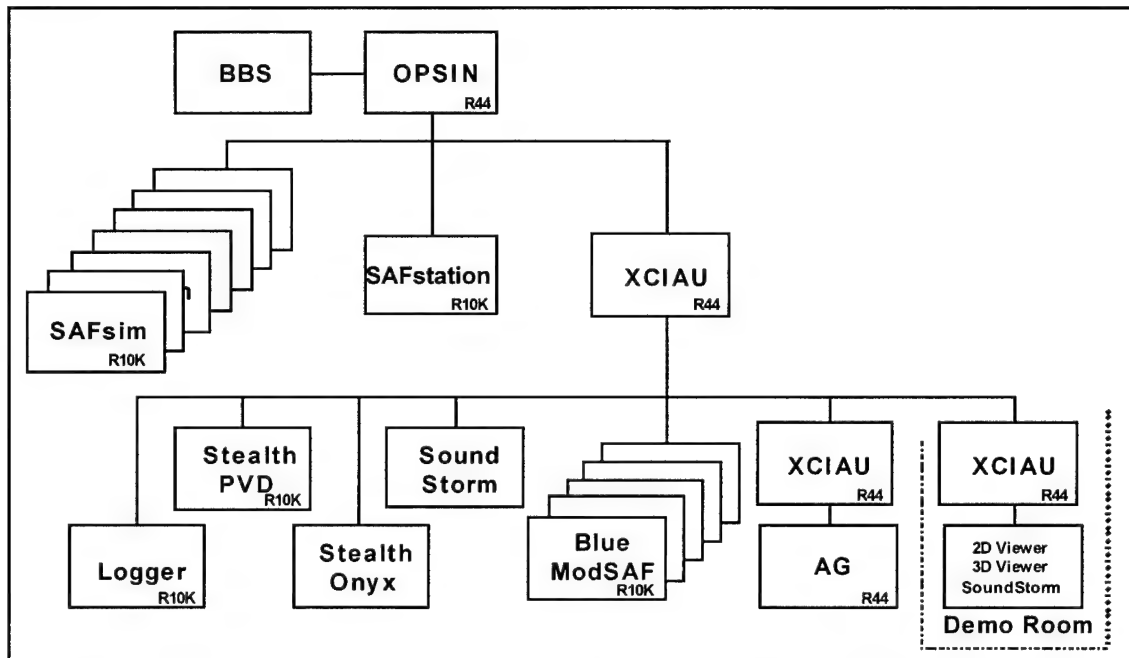 BBS
OPSIN
R44
SAFstation
R10K
XCIAU
R44
SAFsim
R10K
Stealth
PVD
R10K
Sound
Storm
XCIAU
R44
XCIAU
R44
Logger
R10K
Stealth
Onyx
Blue
ModSAF
R10K
AG
R44
2D Viewer
3D Viewer
SoundStorm
Demo Room